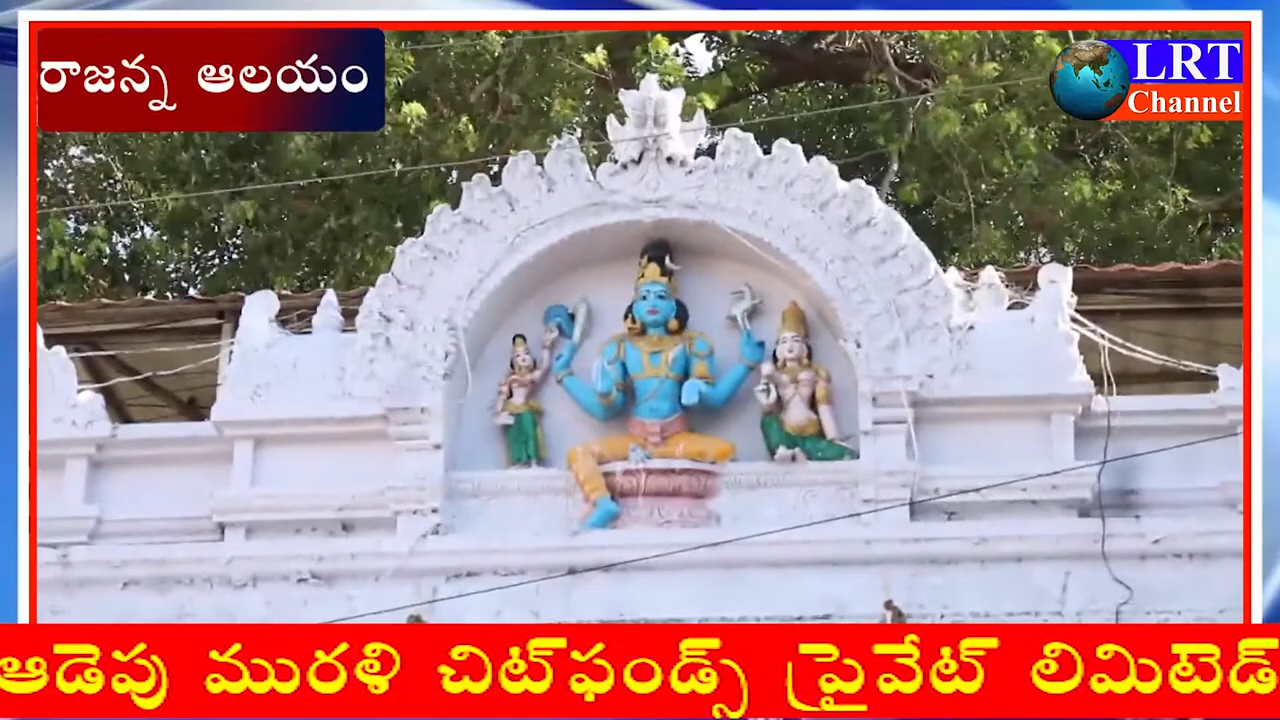 రాజన్న ఆలయం
LRT
Channel
ఆడెపు మురళి చిట్‌ఫండ్స్ ప్రైవేట్ లిమిటెడ్